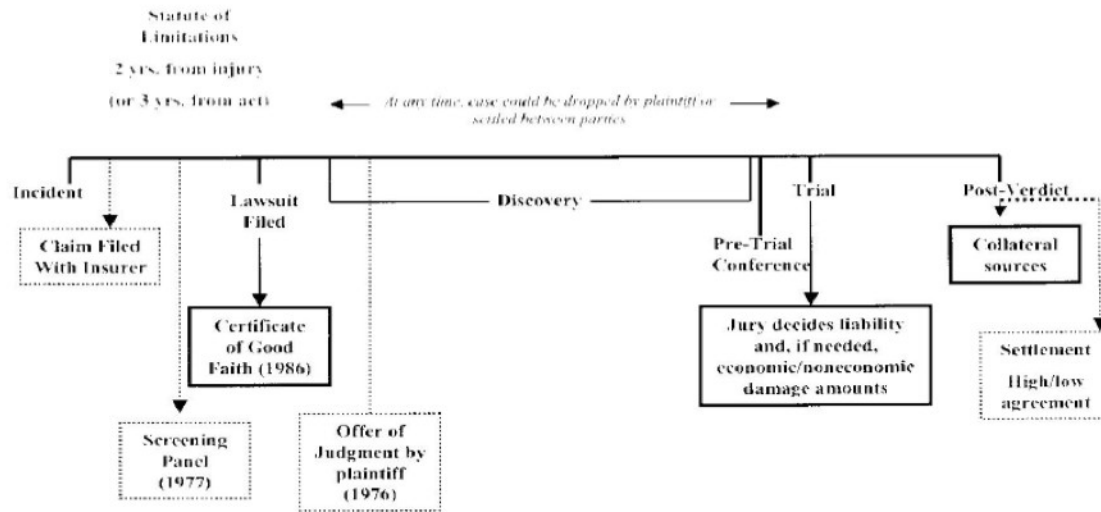 Statute of
Limitations
2 yrs. from injury
(or 3 yrs. from act)
At any time, case could be dropped by plaintiff or
settled between parties
Incident
Claim Filed
With Insurer
Lawsuit
Filed
Discovery
Pre-Trial
Conference
Trial
Post-Verdict
Collateral
sources
Certificate
of Good
Faith (1986)
Jury decides liability
and, if needed,
economic/noneconomic
damage amounts
Settlement
High/low
agreement
Screening
Panel
(1977)
Offer of
Judgment by
plaintiff
(1976)